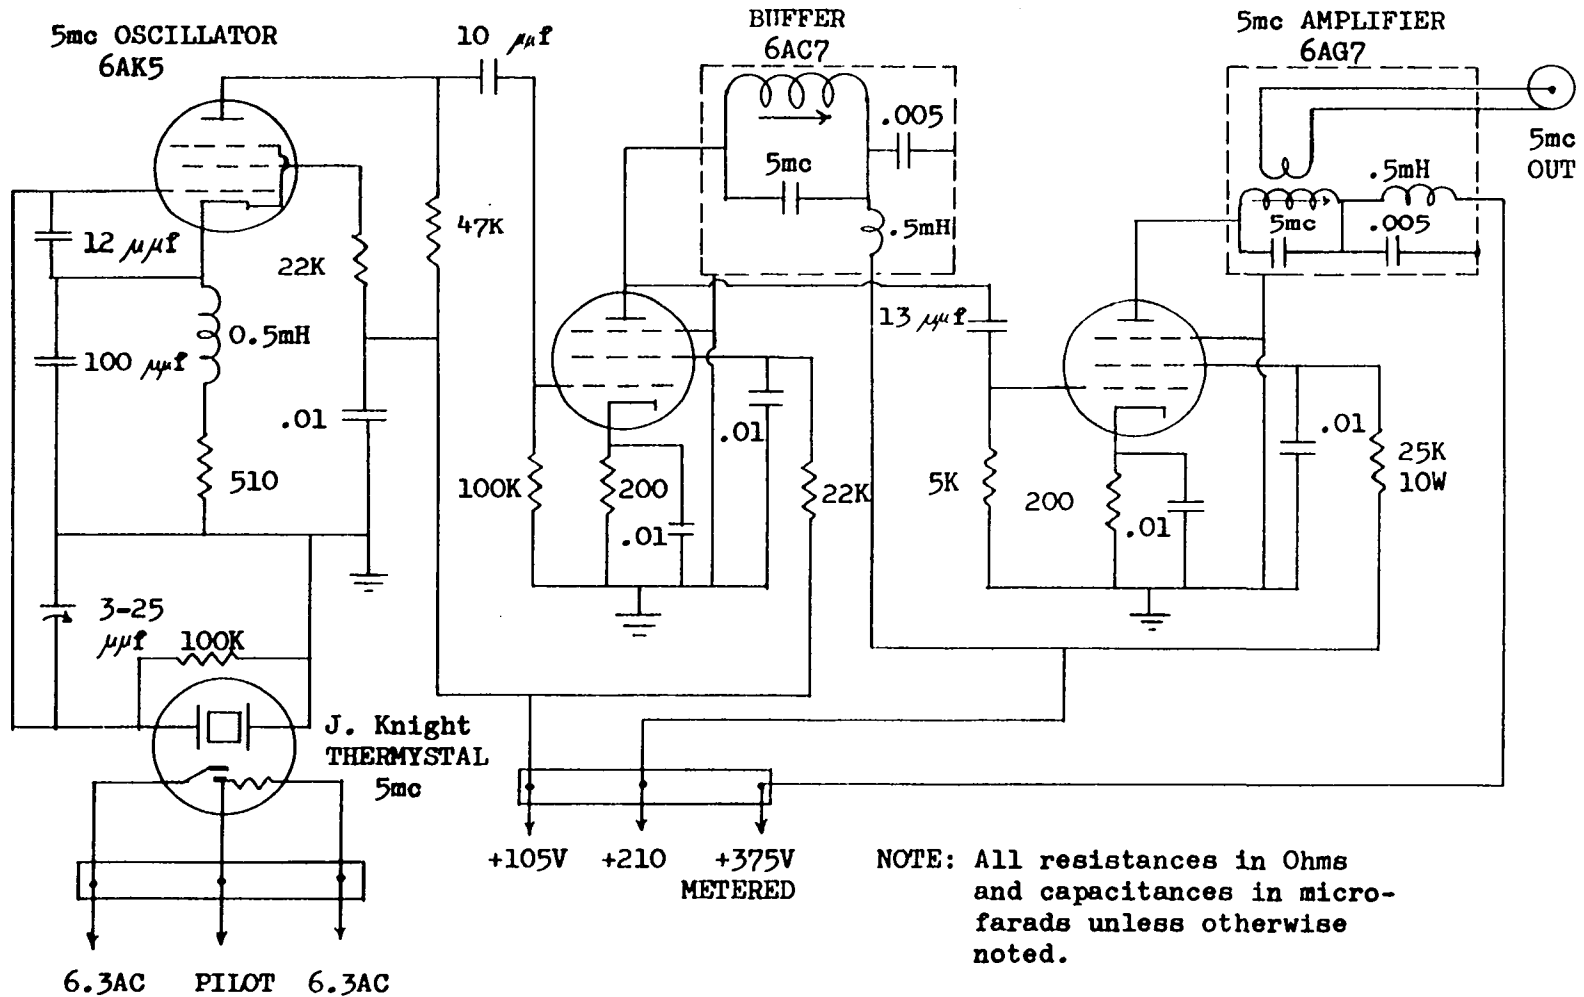 5mc OSCILLATOR
6AK5
10 μμf
BUFFER
6AC7
5mc AMPLIFIER
6AG7
.005
5mc
.5mH
5mc
OUT
.5mH
5mc
.005
12 μμf
22K
47K
0.5mH
100 μμf
.01
510
13 μμf
.01
.01
25K
10W
100K
200
22K
5K
200
.01
.01
3-25
μμf
100K
J. Knight
THERMYSTAL
5mc
+105V
+210
+375V
METERED
NOTE: All resistances in Ohms
and capacitances in micro-
farads unless otherwise
noted.
6.3AC
PILOT
6.3AC